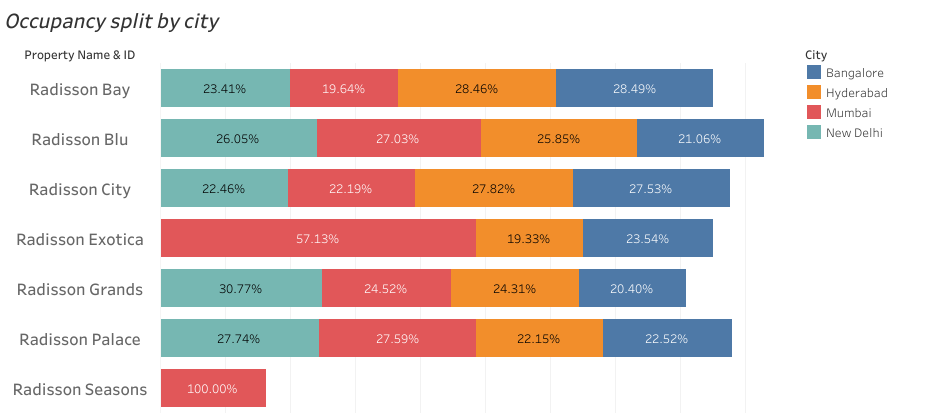 Occupancy split by city
Property Name & ID
City
Bangalore
Hyderabad
Mumbai
New Delhi
Radisson Bay 23.41% 19.64% 28.46% 28.49%
Radisson Blu 26.05% 27.03% 25.85% 21.06%
Radisson City 22.46% 22.19% 27.82% 27.53%
Radisson Exotica 57.13% 19.33% 23.54%
Radisson Grands 30.77% 24.52% 24.31% 20.40%
Radisson Palace 27.74% 27.59% 22.15% 22.52%
Radisson Seasons 100.00%